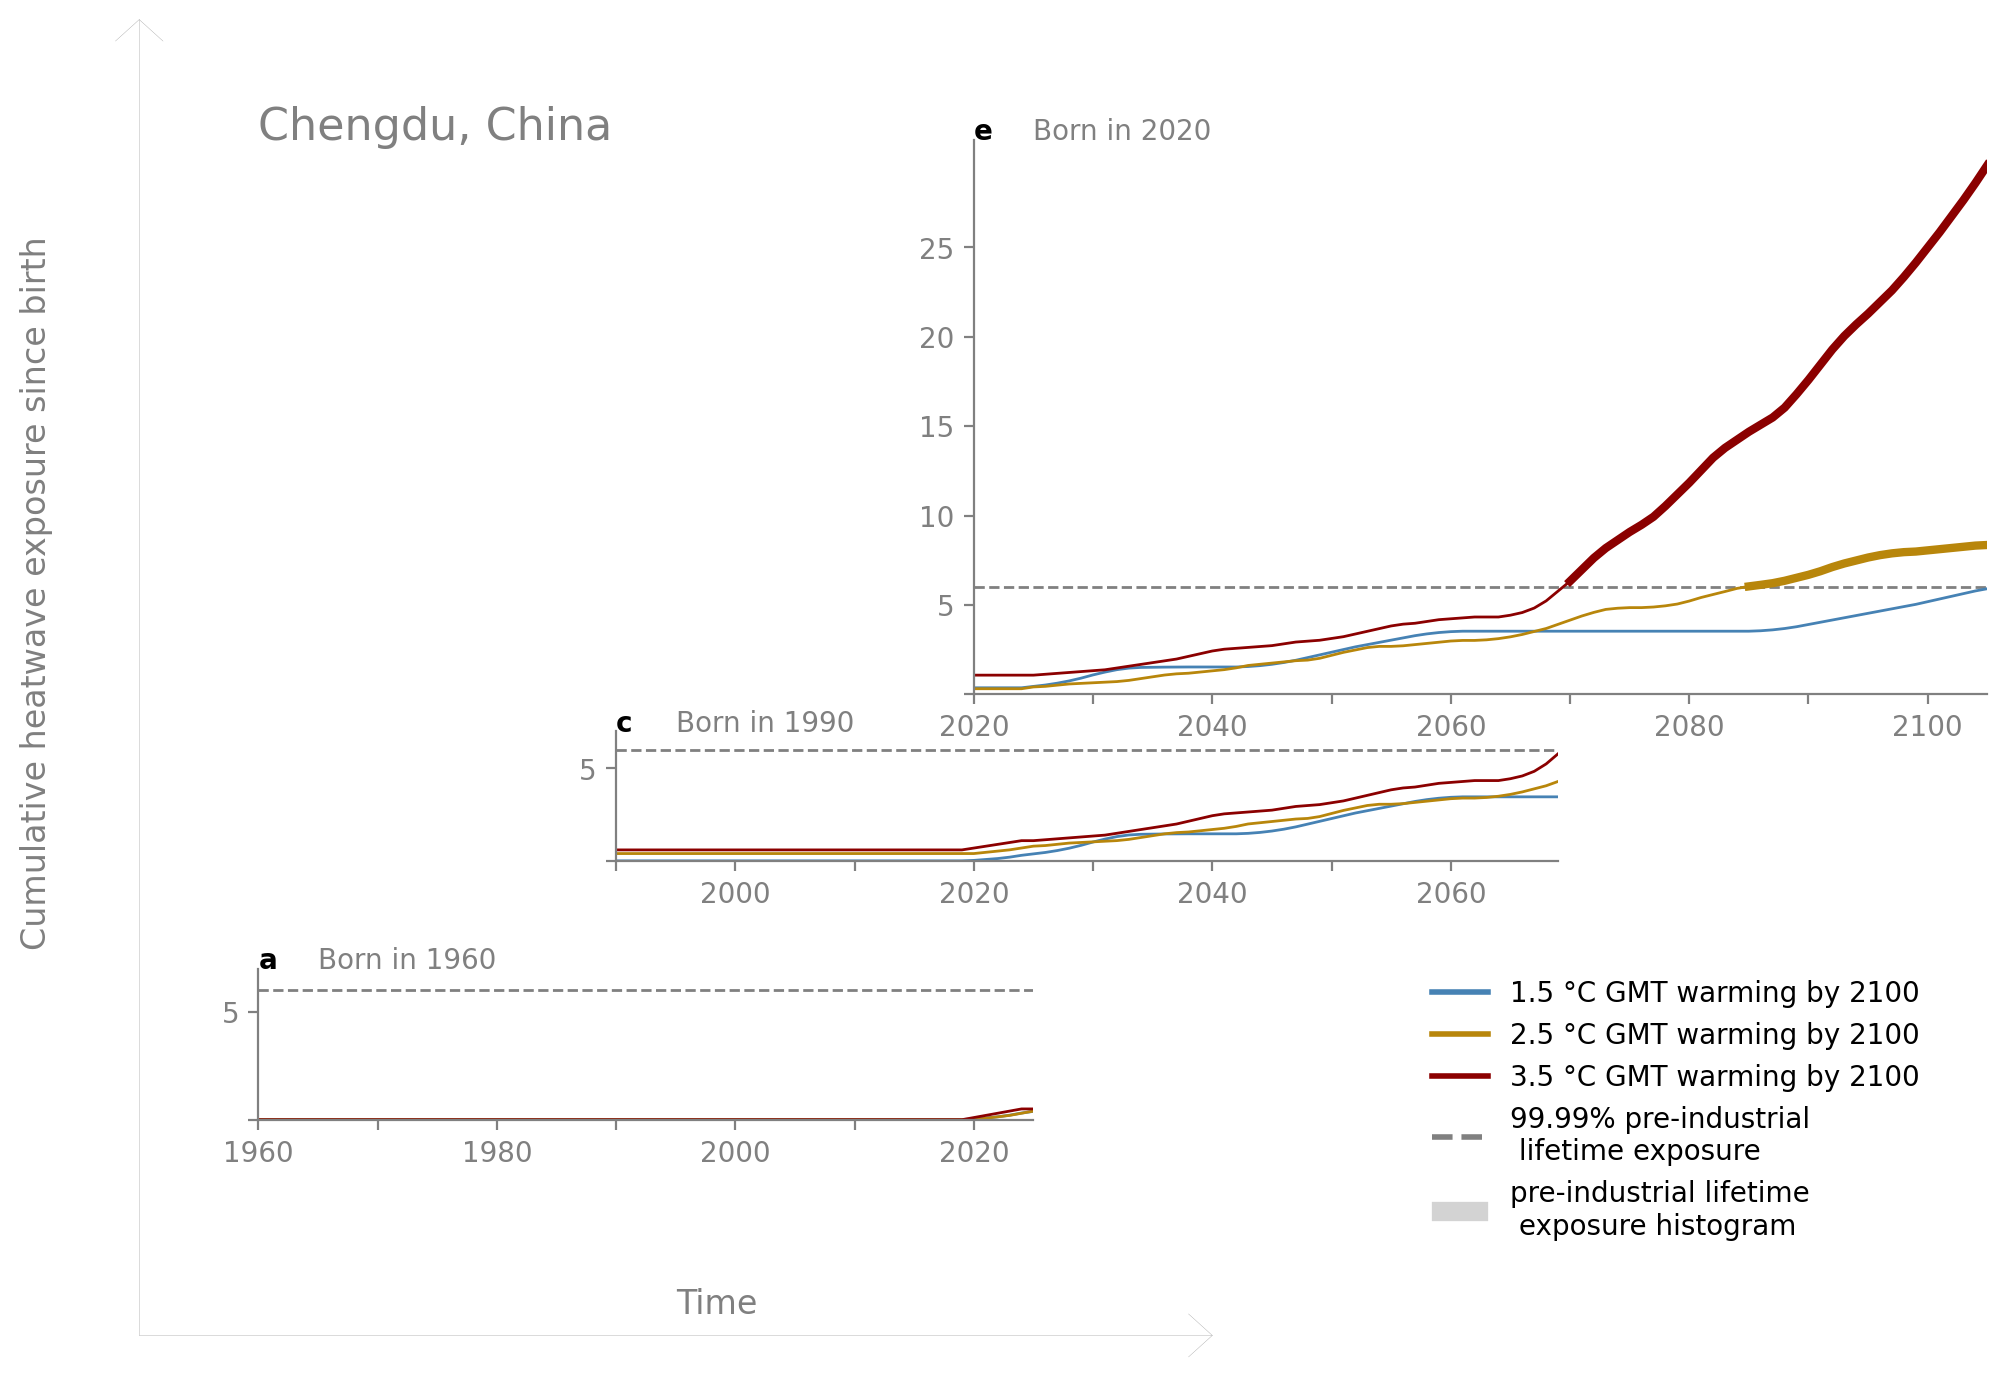 Chengdu, China
Cumulative heatwave exposure since birth
e Born in 2020
25
20
15
10
5
2020 2040 2060 2080 2100
c Born in 1990
5
2000 2020 2040 2060
a Born in 1960
5
1960 1980 2000 2020
1.5 °C GMT warming by 2100
2.5 °C GMT warming by 2100
3.5 °C GMT warming by 2100
99.99% pre-industrial
lifetime exposure
pre-industrial lifetime
exposure histogram
Time